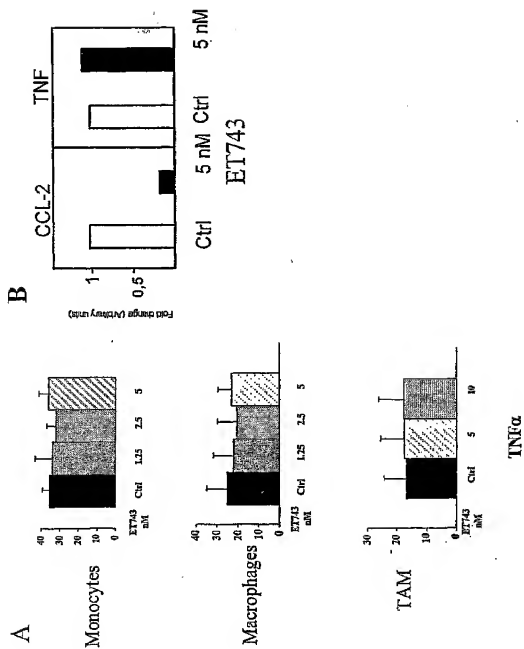 A
Monocytes
40
30
20
10
0
ET743
nM
Ctrl
1.25
2.5
5
Macrophages
40
30
20
10
0
ET743
nM
Ctrl
1.25
2.5
5
TAM
30
20
10
0
ET743
nM
Ctrl
5
10
TNFα
B
CCL-2
TNF
Fold change (Arbitrary units)
1
0,5
Ctrl
5 nM
Ctrl
5 nM
ET743